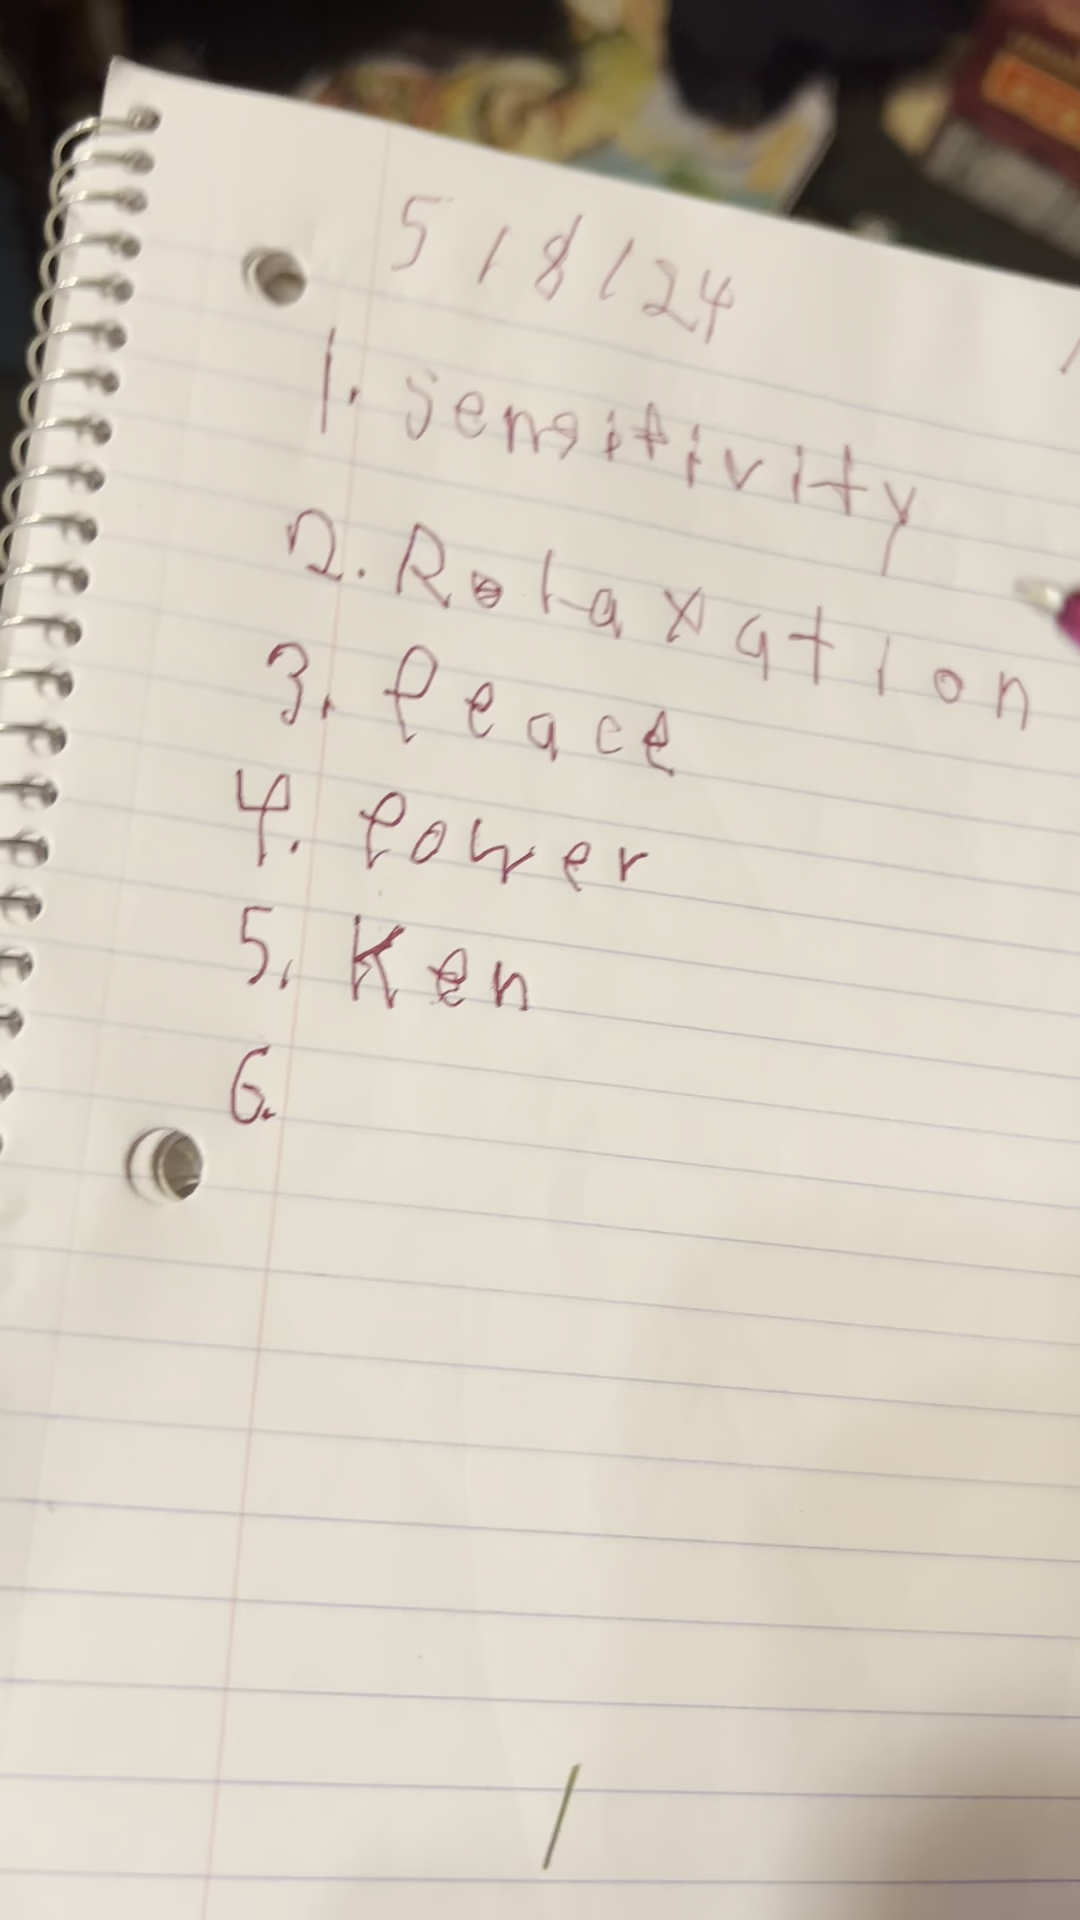 5/8/24
1. Sensitivity
2. Relaxation
3. Peace
4. Power
5. Ken
6.